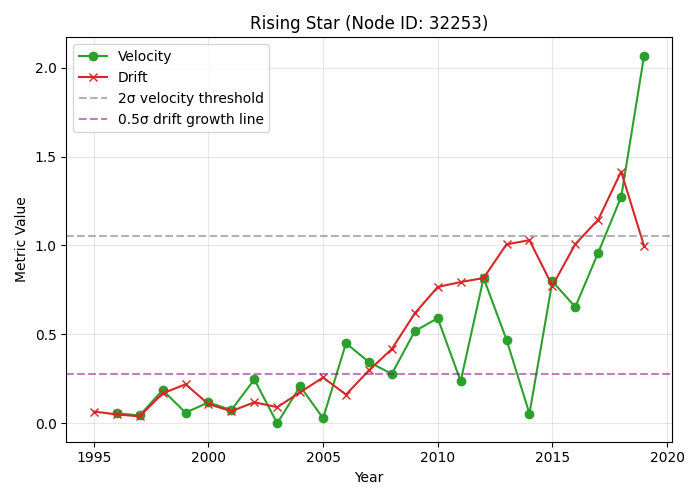 Rising Star (Node ID: 32253)
Velocity
Drift
2σ velocity threshold
0.5σ drift growth line
Metric Value
2.0
1.5
1.0
0.5
0.0
1995 2000 2005 2010 2015 2020
Year